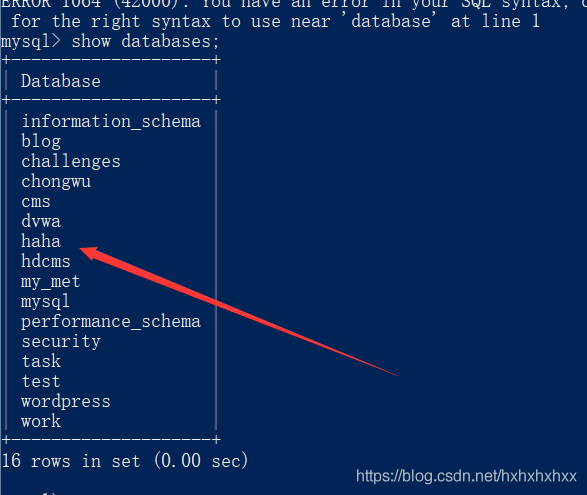 ERROR 1064 (42000): You have an error in your SQL syntax;
for the right syntax to use near 'database' at line 1
mysql> show databases;
+--------------------+
| Database           |
+--------------------+
| information_schema |
| blog               |
| challenges         |
| chongwu            |
| cms                |
| dvwa               |
| haha               |
| hdcms              |
| my_met             |
| mysql              |
| performance_schema |
| security           |
| task               |
| test               |
| wordpress          |
| work               |
+--------------------+
16 rows in set (0.00 sec)
https://blog.csdn.net/hxhxhxhxx